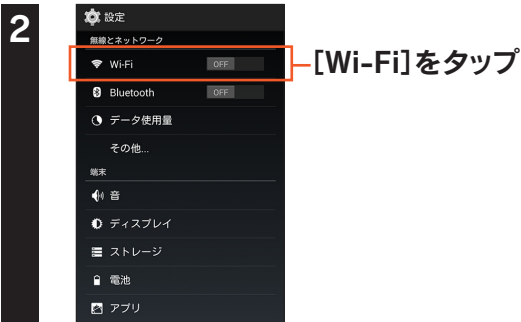 2
設定
無線とネットワーク
Wi-Fi OFF
[Wi-Fi]をタップ
Bluetooth OFF
データ使用量
その他...
端末
音
ディスプレイ
ストレージ
電池
アプリ